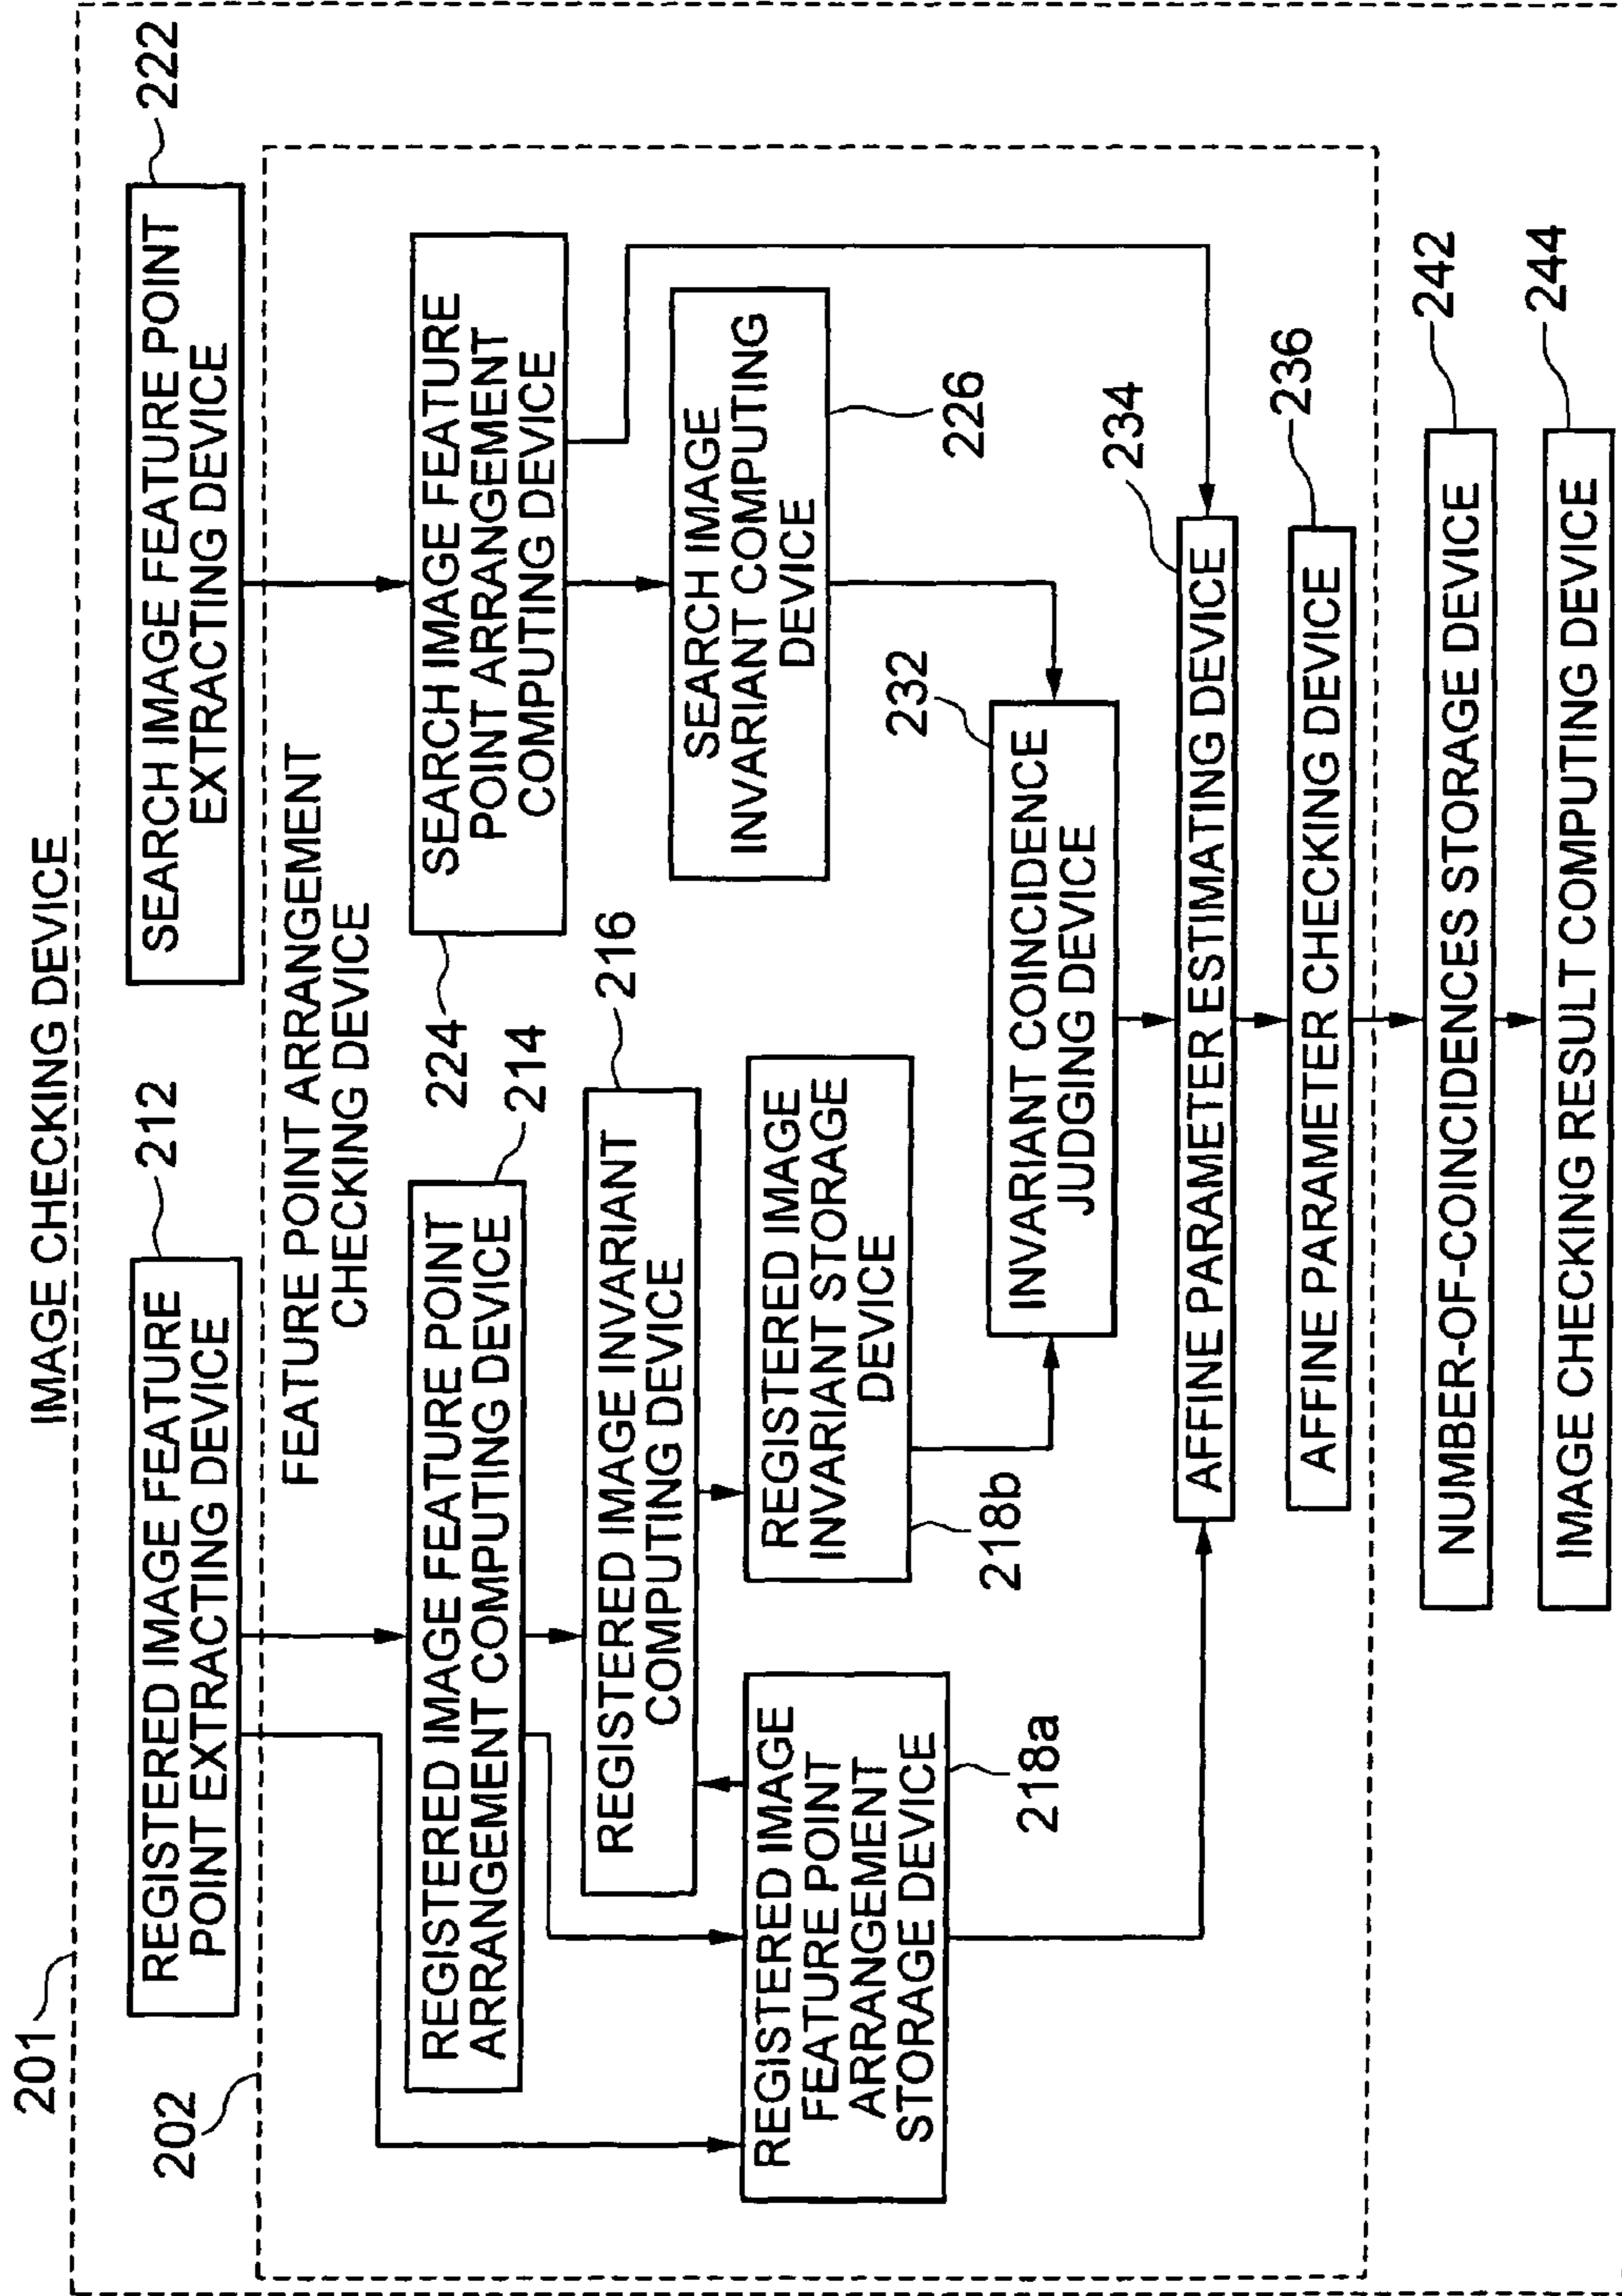 IMAGE CHECKING DEVICE
201
212
222
REGISTERED IMAGE FEATURE
POINT EXTRACTING DEVICE
SEARCH IMAGE FEATURE POINT
EXTRACTING DEVICE
202
FEATURE POINT ARRANGEMENT
CHECKING DEVICE
REGISTERED IMAGE FEATURE POINT
ARRANGEMENT COMPUTING DEVICE
214
224
SEARCH IMAGE FEATURE
POINT ARRANGEMENT
COMPUTING DEVICE
REGISTERED IMAGE INVARIANT
COMPUTING DEVICE
216
SEARCH IMAGE
INVARIANT COMPUTING
DEVICE
226
REGISTERED IMAGE
FEATURE POINT
ARRANGEMENT
STORAGE DEVICE
218a
REGISTERED IMAGE
INVARIANT STORAGE
DEVICE
218b
232
INVARIANT COINCIDENCE
JUDGING DEVICE
234
AFFINE PARAMETER ESTIMATING DEVICE
236
AFFINE PARAMETER CHECKING DEVICE
242
NUMBER-OF-COINCIDENCES STORAGE DEVICE
244
IMAGE CHECKING RESULT COMPUTING DEVICE